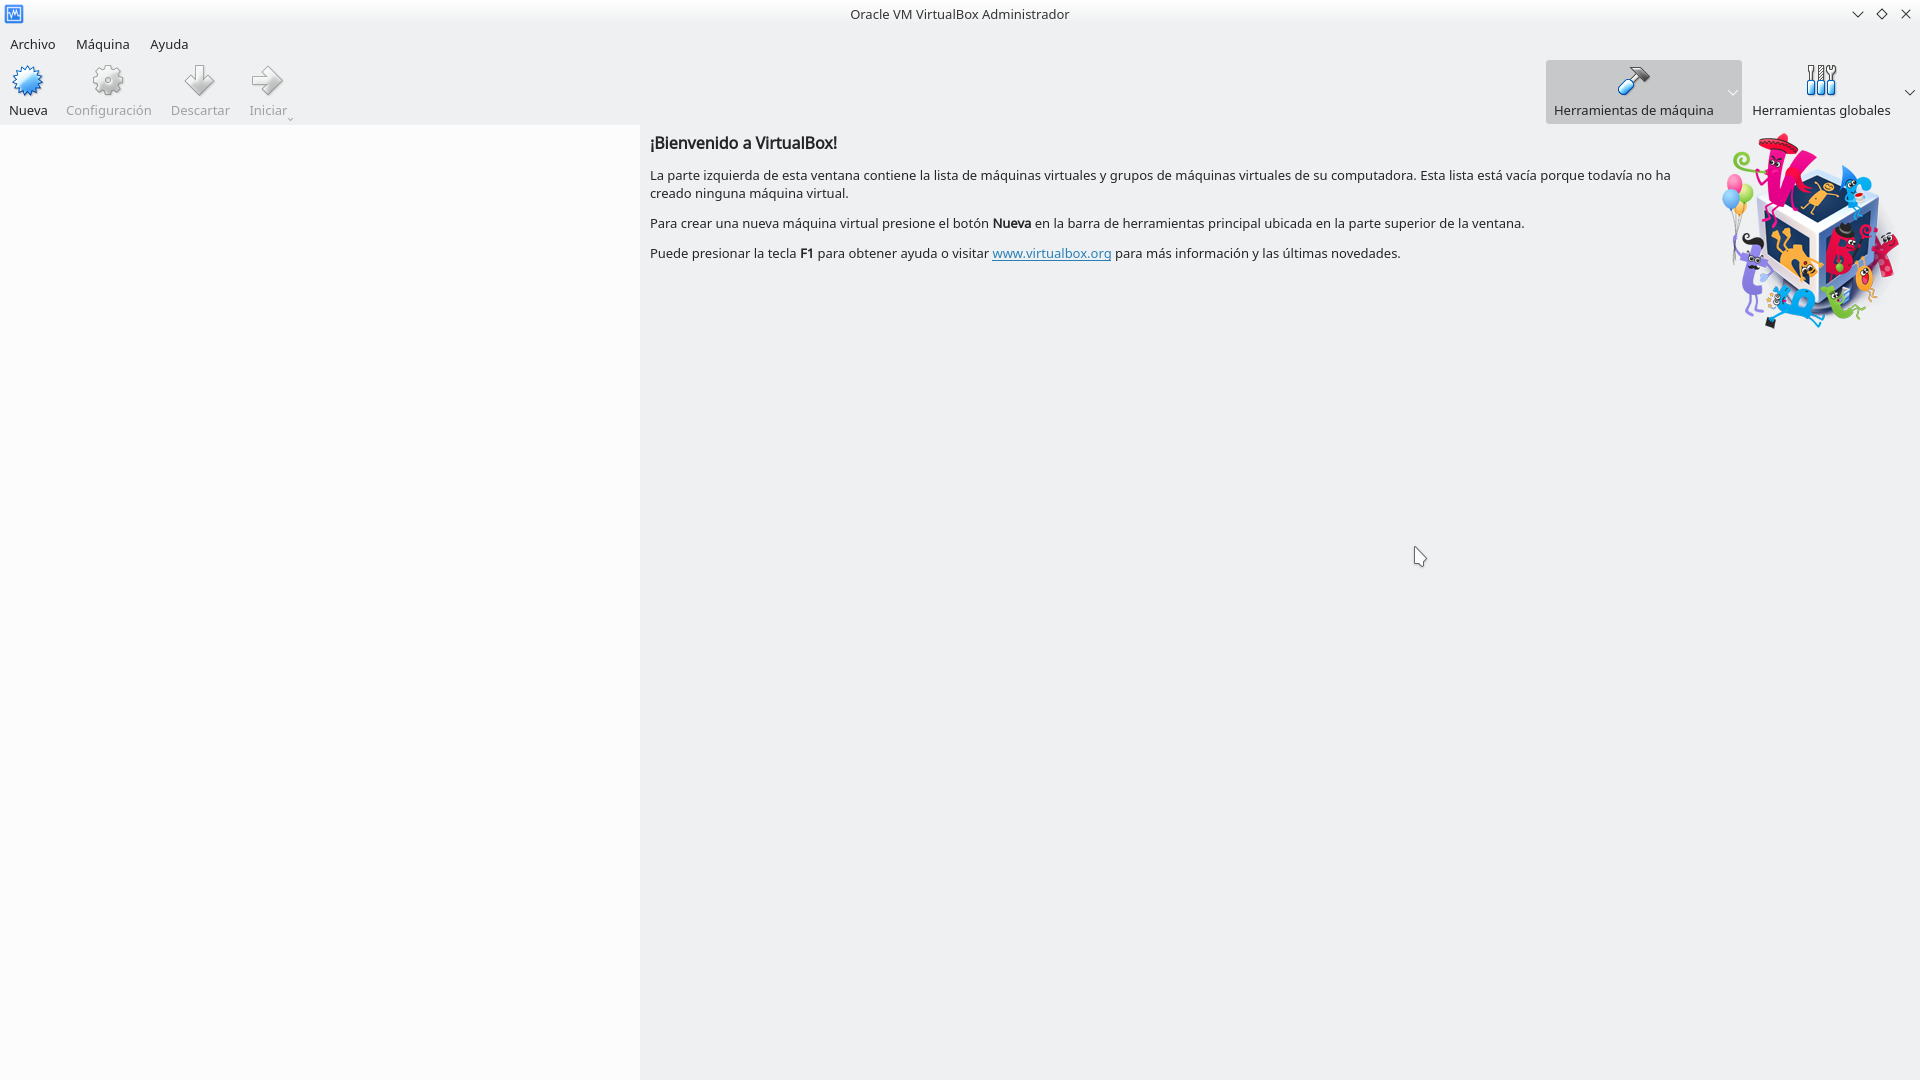 Oracle VM VirtualBox Administrador
Archivo Máquina Ayuda
Nueva Configuración Descartar Iniciar Herramientas de máquina Herramientas globales
¡Bienvenido a VirtualBox!
La parte izquierda de esta ventana contiene la lista de máquinas virtuales y grupos de máquinas virtuales de su computadora. Esta lista está vacía porque todavía no ha
creado ninguna máquina virtual.
Para crear una nueva máquina virtual presione el botón Nueva en la barra de herramientas principal ubicada en la parte superior de la ventana.
Puede presionar la tecla F1 para obtener ayuda o visitar www.virtualbox.org para más información y las últimas novedades.